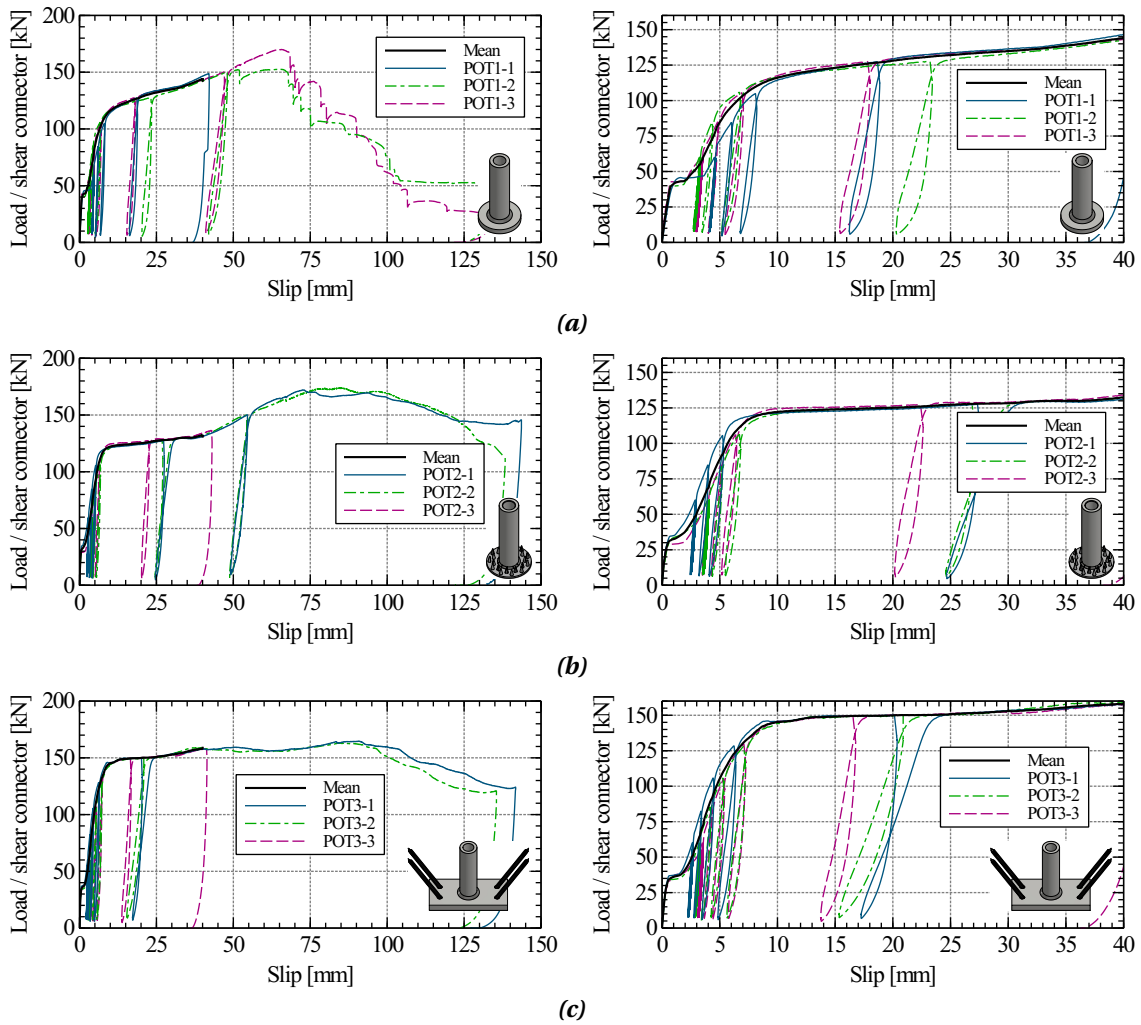 Load / shear connector [kN]
200
150
100
50
0
Mean
POT1-1
POT1-2
POT1-3
0 25 50 75 100 125 150
Slip [mm]
Load / shear connector [kN]
150
125
100
75
50
25
0
Mean
POT1-1
POT1-2
POT1-3
0 5 10 15 20 25 30 35 40
Slip [mm]
(a)
Load / shear connector [kN]
200
150
100
50
0
Mean
POT2-1
POT2-2
POT2-3
0 25 50 75 100 125 150
Slip [mm]
Load / shear connector [kN]
150
125
100
75
50
25
0
Mean
POT2-1
POT2-2
POT2-3
0 5 10 15 20 25 30 35 40
Slip [mm]
(b)
Load / shear connector [kN]
200
150
100
50
0
Mean
POT3-1
POT3-2
POT3-3
0 25 50 75 100 125 150
Slip [mm]
Load / shear connector [kN]
150
125
100
75
50
25
0
Mean
POT3-1
POT3-2
POT3-3
0 5 10 15 20 25 30 35 40
Slip [mm]
(c)